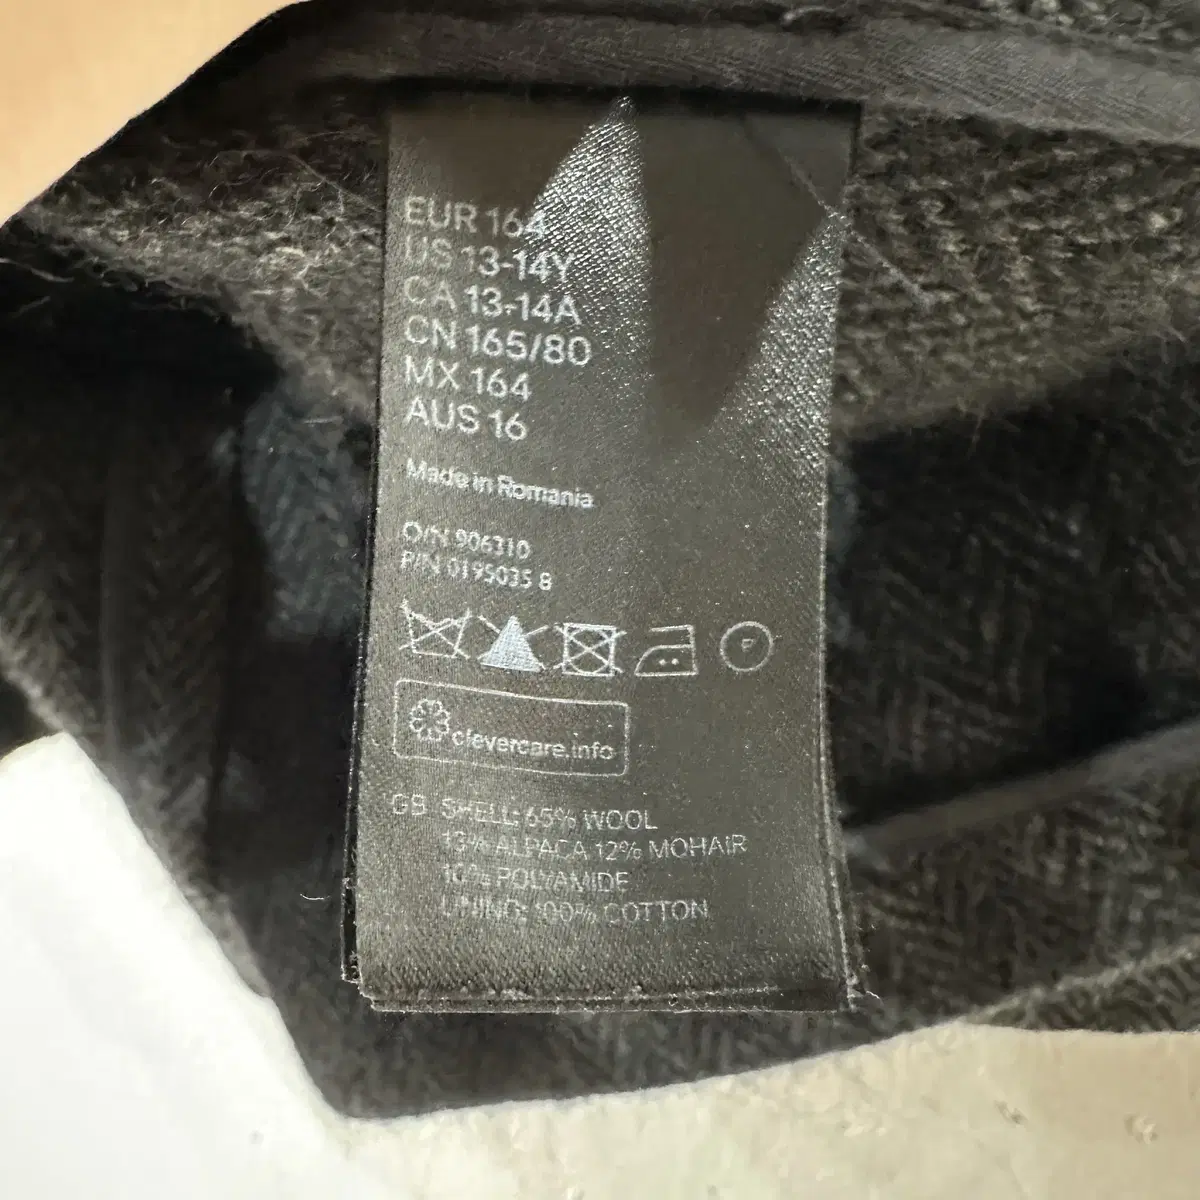 EUR 164
US 13-14Y
CA 13-14A
CN 165/80
MX 164
AUS 16
Made in Romania
O/N 906310
P/N 0195035 8
P
clevercare.info
GB SHELL: 65% WOOL
13% ALPACA 12% MOHAIR
10% POLYAMIDE
LINING: 100% COTTON